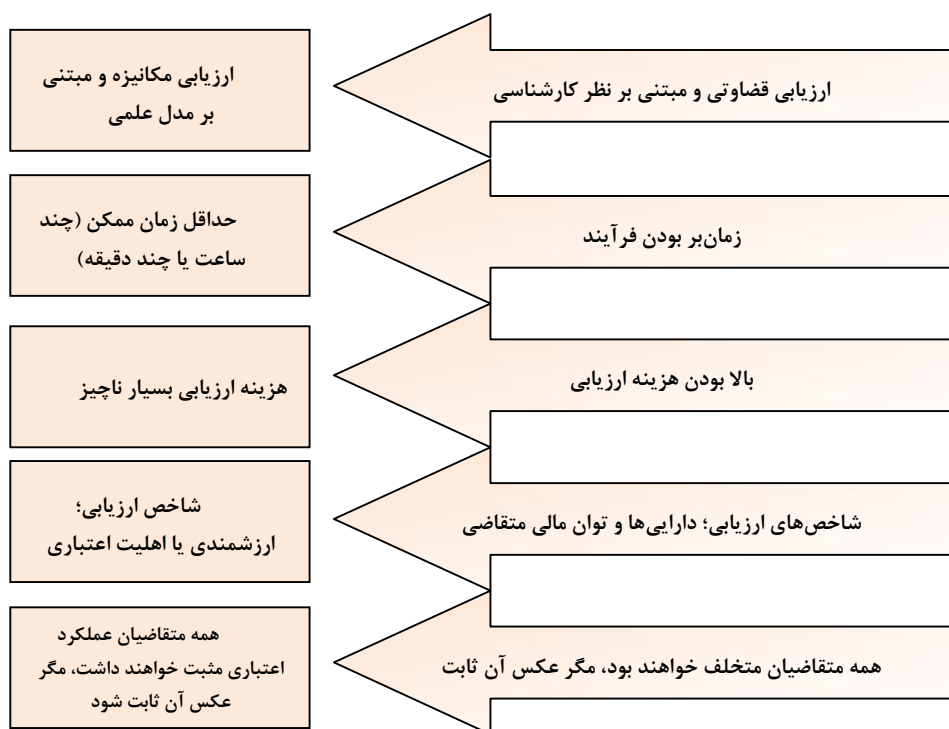 ارزیابی قضاوتی و مبتنی بر نظر کارشناسی
ارزیابی مکانیزه و مبتنی
بر مدل علمی
زمان‌بر بودن فرآیند
حداقل زمان ممکن (چند
ساعت یا چند دقیقه)
بالا بودن هزینه ارزیابی
هزینه ارزیابی بسیار ناچیز
شاخص‌های ارزیابی؛ دارایی‌ها و توان مالی متقاضی
شاخص ارزیابی؛
ارزشمندی یا اهلیت اعتباری
همه متقاضیان متخلف خواهند بود، مگر عکس آن ثابت
همه متقاضیان عملکرد
اعتباری مثبت خواهند داشت، مگر
عکس آن ثابت شود